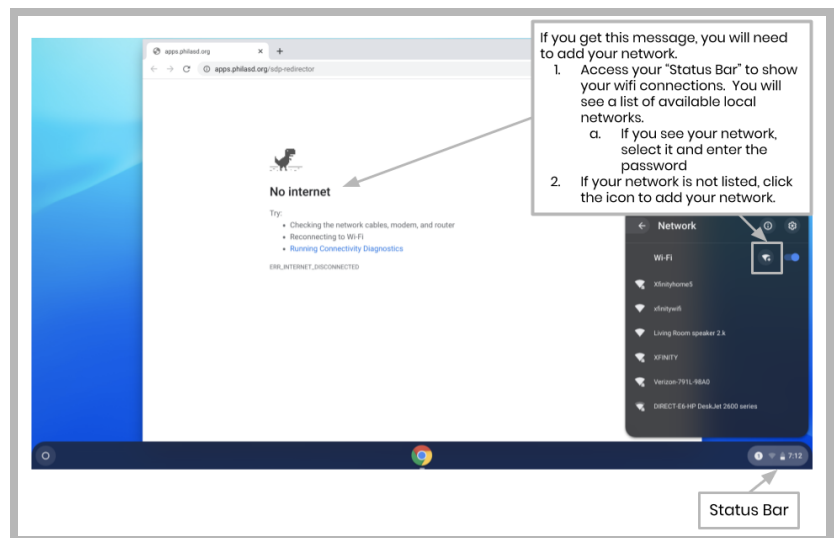 If you get this message, you will need
to add your network.
1. Access your “Status Bar” to show
your wifi connections. You will
see a list of available local
networks.
a. If you see your network,
select it and enter the
password
2. If your network is not listed, click
the icon to add your network.
apps.philasd.org
apps.philasd.org/sdp-redirector
No internet
Try:
• Checking the network cables, modem, and router
• Reconnecting to Wi-Fi
• Running Connectivity Diagnostics
ERR_INTERNET_DISCONNECTED
Network
Wi-Fi
Xfinityhome5
xfinitywifi
Living Room speaker 2.k
XFINITY
Verizon-791L-98A0
DIRECT-E6-HP DeskJet 2600 series
7:12
Status Bar